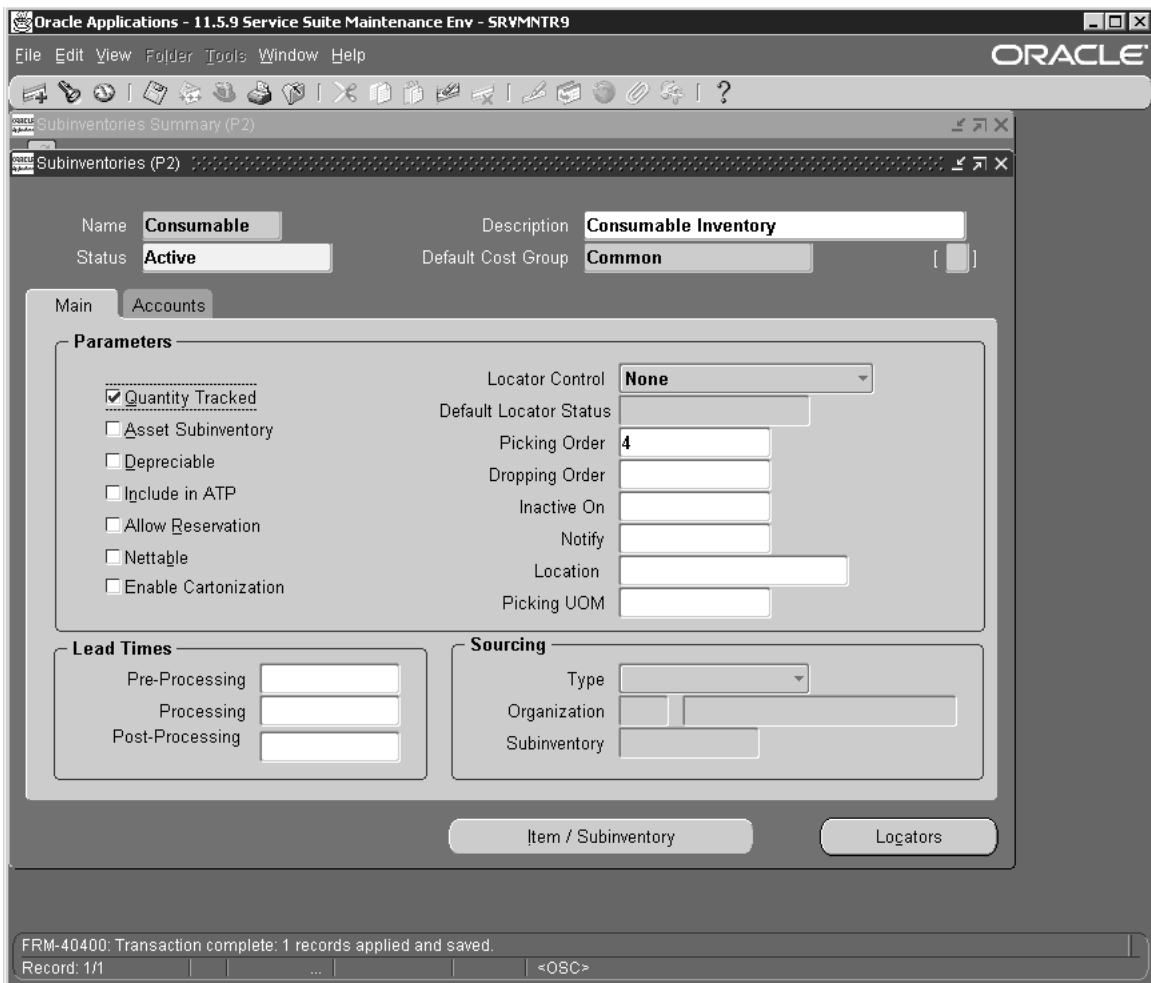 Oracle Applications - 11.5.9 Service Suite Maintenance Env - SRVMNTR9
File Edit View Folder Tools Window Help
ORACLE
?
Subinventories Summary (P2)
Subinventories (P2)
Name Consumable Description Consumable Inventory
Status Active Default Cost Group Common [ ]
Main Accounts
Parameters
Quantity Tracked
Asset Subinventory
Depreciable
Include in ATP
Allow Reservation
Nettable
Enable Cartonization
Locator Control None
Default Locator Status
Picking Order 4
Dropping Order
Inactive On
Notify
Location
Picking UOM
Lead Times
Pre-Processing
Processing
Post-Processing
Sourcing
Type
Organization
Subinventory
Item / Subinventory Locators
FRM-40400: Transaction complete: 1 records applied and saved.
Record: 1/1 ... <OSC>